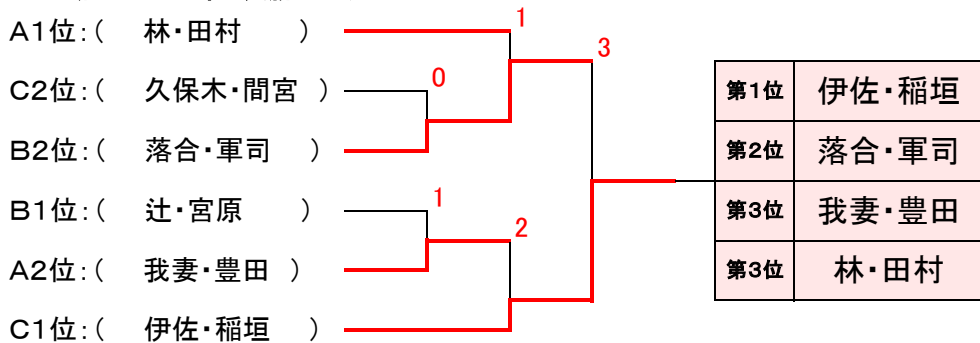 A1位:( 林・田村 )
1
3
C2位:( 久保木・間宮 )
0
B2位:( 落合・軍司 )
B1位:( 辻・宮原 )
1
2
A2位:( 我妻・豊田 )
C1位:( 伊佐・稲垣 )
第1位 伊佐・稲垣
第2位 落合・軍司
第3位 我妻・豊田
第3位 林・田村